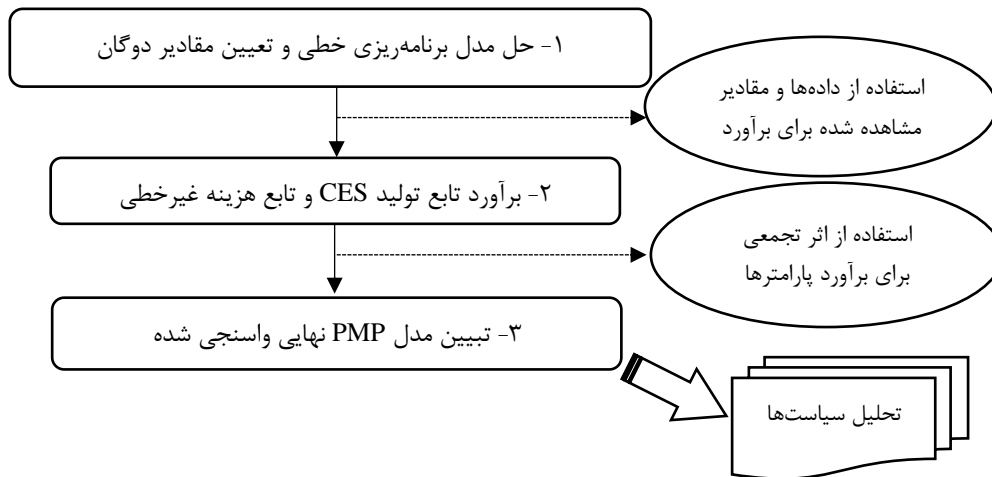 ۱- حل مدل برنامه‌ریزی خطی و تعیین مقادیر دوگان
استفاده از داده‌ها و مقادیر
مشاهده شده برای برآورد
۲- برآورد تابع تولید CES و تابع هزینه غیرخطی
استفاده از اثر تجمعی
برای برآورد پارامترها
۳- تبیین مدل PMP نهایی واسنجی شده
تحلیل سیاست‌ها